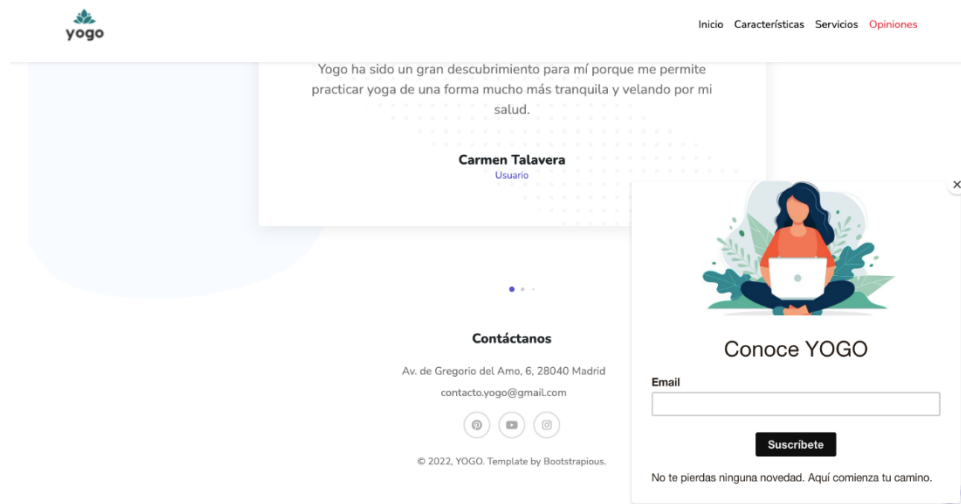 yogo
Inicio Características Servicios Opiniones
Yogo ha sido un gran descubrimiento para mí porque me permite
practicar yoga de una forma mucho más tranquila y velando por mi
salud.
Carmen Talavera
Usuario
Contáctanos
Av. de Gregorio del Amo, 6, 28040 Madrid
contacto.yogo@gmail.com
© 2022, YOGO. Template by Bootstrapious.
Conoce YOGO
Email
Suscríbete
No te pierdas ninguna novedad. Aquí comienza tu camino.